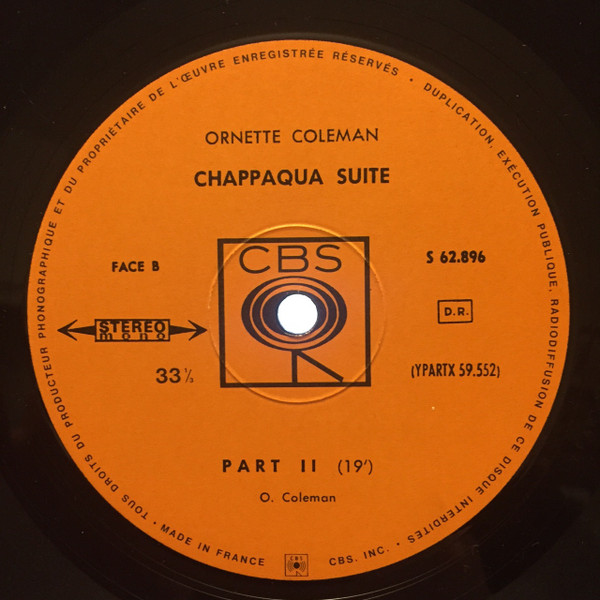 TOUS DROITS DU PRODUCTEUR PHONOGRAPHIQUE ET DU PROPRIÉTAIRE DE L'ŒUVRE ENREGISTRÉE RÉSERVÉS • DUPLICATION, EXÉCUTION PUBLIQUE, RADIODIFFUSION DE CE DISQUE INTERDITES •
ORNETTE COLEMAN
CHAPPAQUA SUITE
CBS
FACE B
S 62.896
STEREO
mono
D.R.
33⅓
(YPARTX 59.552)
PART II (19')
O. Coleman
• MADE IN FRANCE
CBS
CBS. INC. •